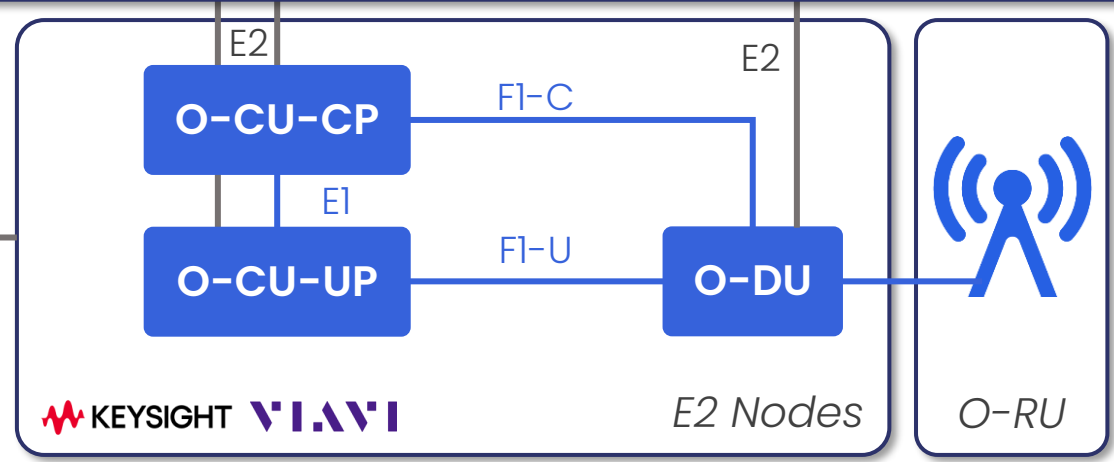 E2
E2
O-CU-CP
F1-C
E1
O-CU-UP
F1-U
O-DU
KEYSIGHT VIAVI
E2 Nodes
O-RU